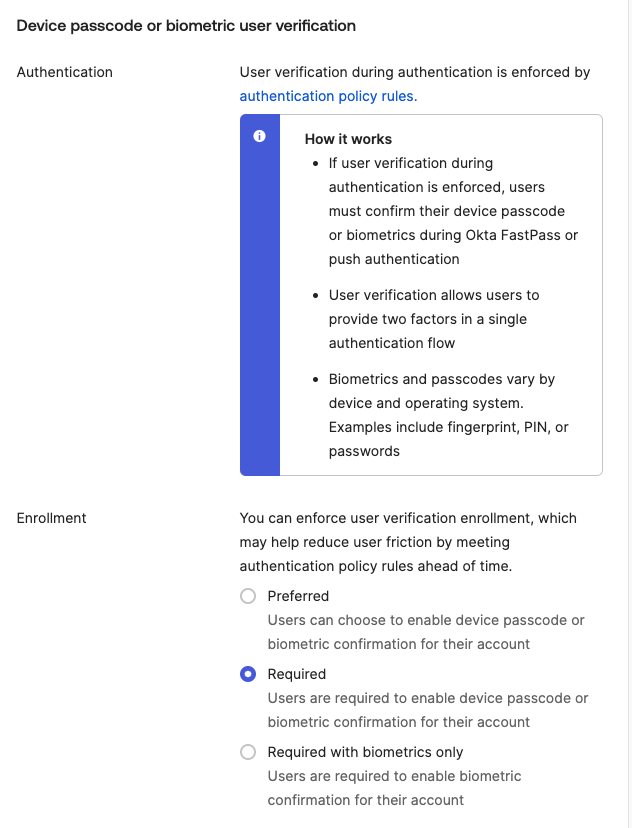 Device passcode or biometric user verification
Authentication
User verification during authentication is enforced by
authentication policy rules.
How it works
• If user verification during
authentication is enforced, users
must confirm their device passcode
or biometrics during Okta FastPass or
push authentication
• User verification allows users to
provide two factors in a single
authentication flow
• Biometrics and passcodes vary by
device and operating system.
Examples include fingerprint, PIN, or
passwords
Enrollment
You can enforce user verification enrollment, which
may help reduce user friction by meeting
authentication policy rules ahead of time.
Preferred
Users can choose to enable device passcode or
biometric confirmation for their account
Required
Users are required to enable device passcode or
biometric confirmation for their account
Required with biometrics only
Users are required to enable biometric
confirmation for their account